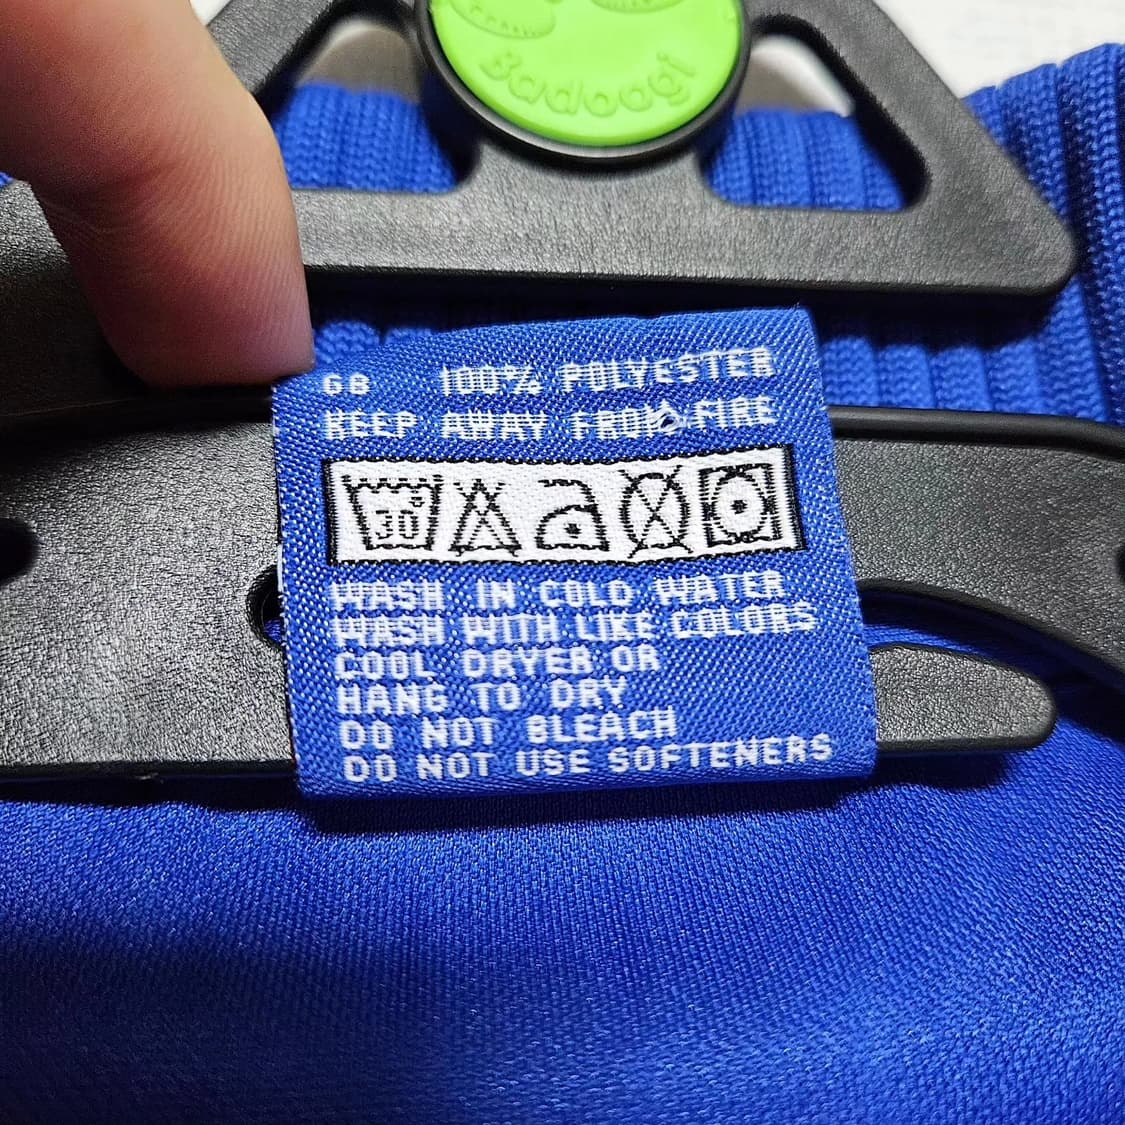 Badoogi
GB 100% POLYESTER
KEEP AWAY FROM FIRE
30°
WASH IN COLD WATER
WASH WITH LIKE COLORS
COOL DRYER OR
HANG TO DRY
DO NOT BLEACH
DO NOT USE SOFTENERS